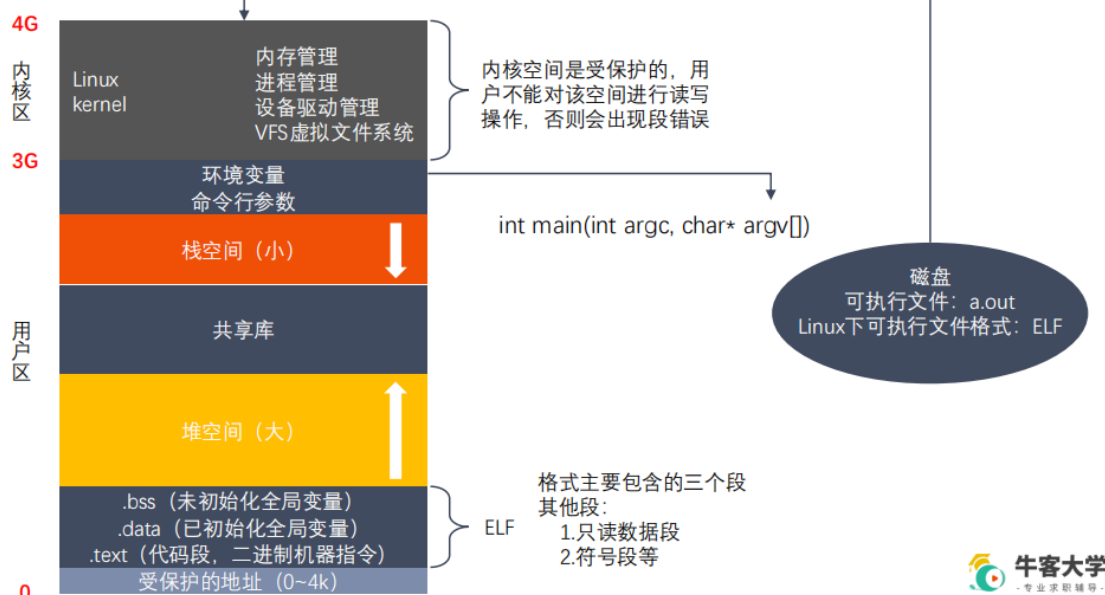 4G
内核区
Linux
kernel
内存管理
进程管理
设备驱动管理
VFS虚拟文件系统
内核空间是受保护的，用
户不能对该空间进行读写
操作，否则会出现段错误
3G
环境变量
命令行参数
int main(int argc, char* argv[])
栈空间（小）
磁盘
可执行文件：a.out
Linux下可执行文件格式：ELF
用户区
共享库
堆空间（大）
.bss（未初始化全局变量）
.data（已初始化全局变量）
.text（代码段，二进制机器指令）
ELF
格式主要包含的三个段
其他段：
1.只读数据段
2.符号段等
受保护的地址（0~4k）
0
牛客大学
-专业求职辅导-